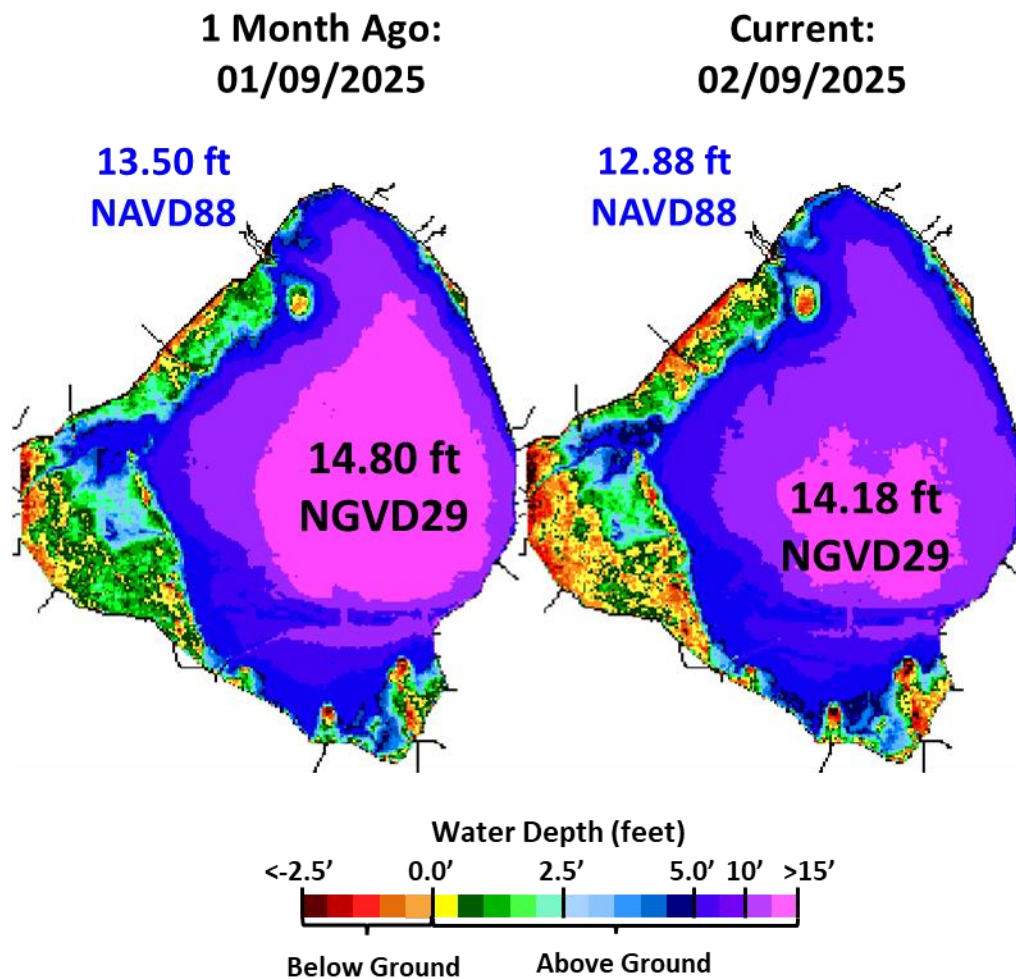 1 Month Ago:
01/09/2025
Current:
02/09/2025
13.50 ft
NAVD88
12.88 ft
NAVD88
14.80 ft
NGVD29
14.18 ft
NGVD29
Water Depth (feet)
<-2.5’ 0.0’ 2.5’ 5.0’ 10’ >15’
Below Ground Above Ground